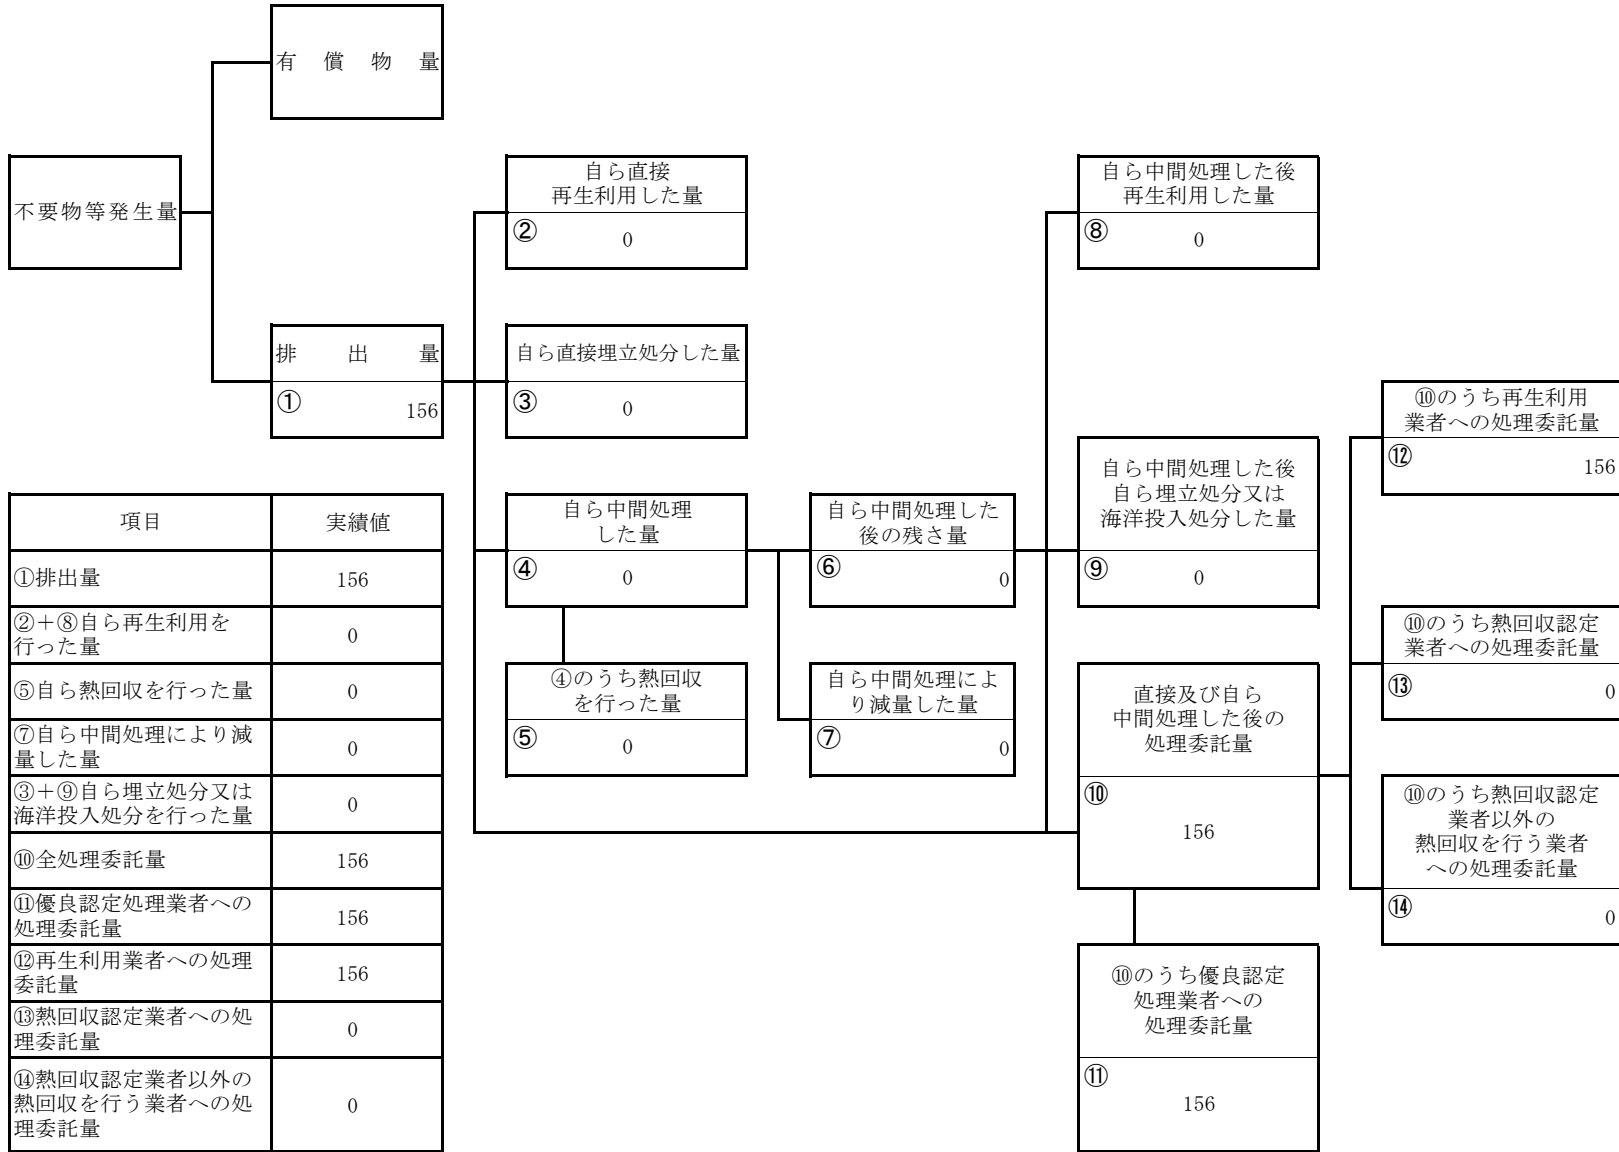 有償物量
不要物等発生量
排出量
①
156
自ら直接
再生利用した量
②
0
自ら直接埋立処分した量
③
0
自ら中間処理
した量
④
0
④のうち熱回収
を行った量
⑤
0
自ら中間処理した
後の残さ量
⑥
0
自ら中間処理によ
り減量した量
⑦
0
自ら中間処理した後
再生利用した量
⑧
0
自ら中間処理した後
自ら埋立処分又は
海洋投入処分した量
⑨
0
直接及び自ら
中間処理した後の
処理委託量
⑩
156
⑩のうち優良認定
処理業者への
処理委託量
⑪
156
⑩のうち再生利用
業者への処理委託量
⑫
156
⑩のうち熱回収認定
業者への処理委託量
⑬
0
⑩のうち熱回収認定
業者以外の
熱回収を行う業者
への処理委託量
⑭
0
項目
実績値
①排出量
156
②＋⑧自ら再生利用を
行った量
0
⑤自ら熱回収を行った量
0
⑦自ら中間処理により減
量した量
0
③＋⑨自ら埋立処分又は
海洋投入処分を行った量
0
⑩全処理委託量
156
⑪優良認定処理業者への
処理委託量
156
⑫再生利用業者への処理
委託量
156
⑬熱回収認定業者への処
理委託量
0
⑭熱回収認定業者以外の
熱回収を行う業者への処
理委託量
0